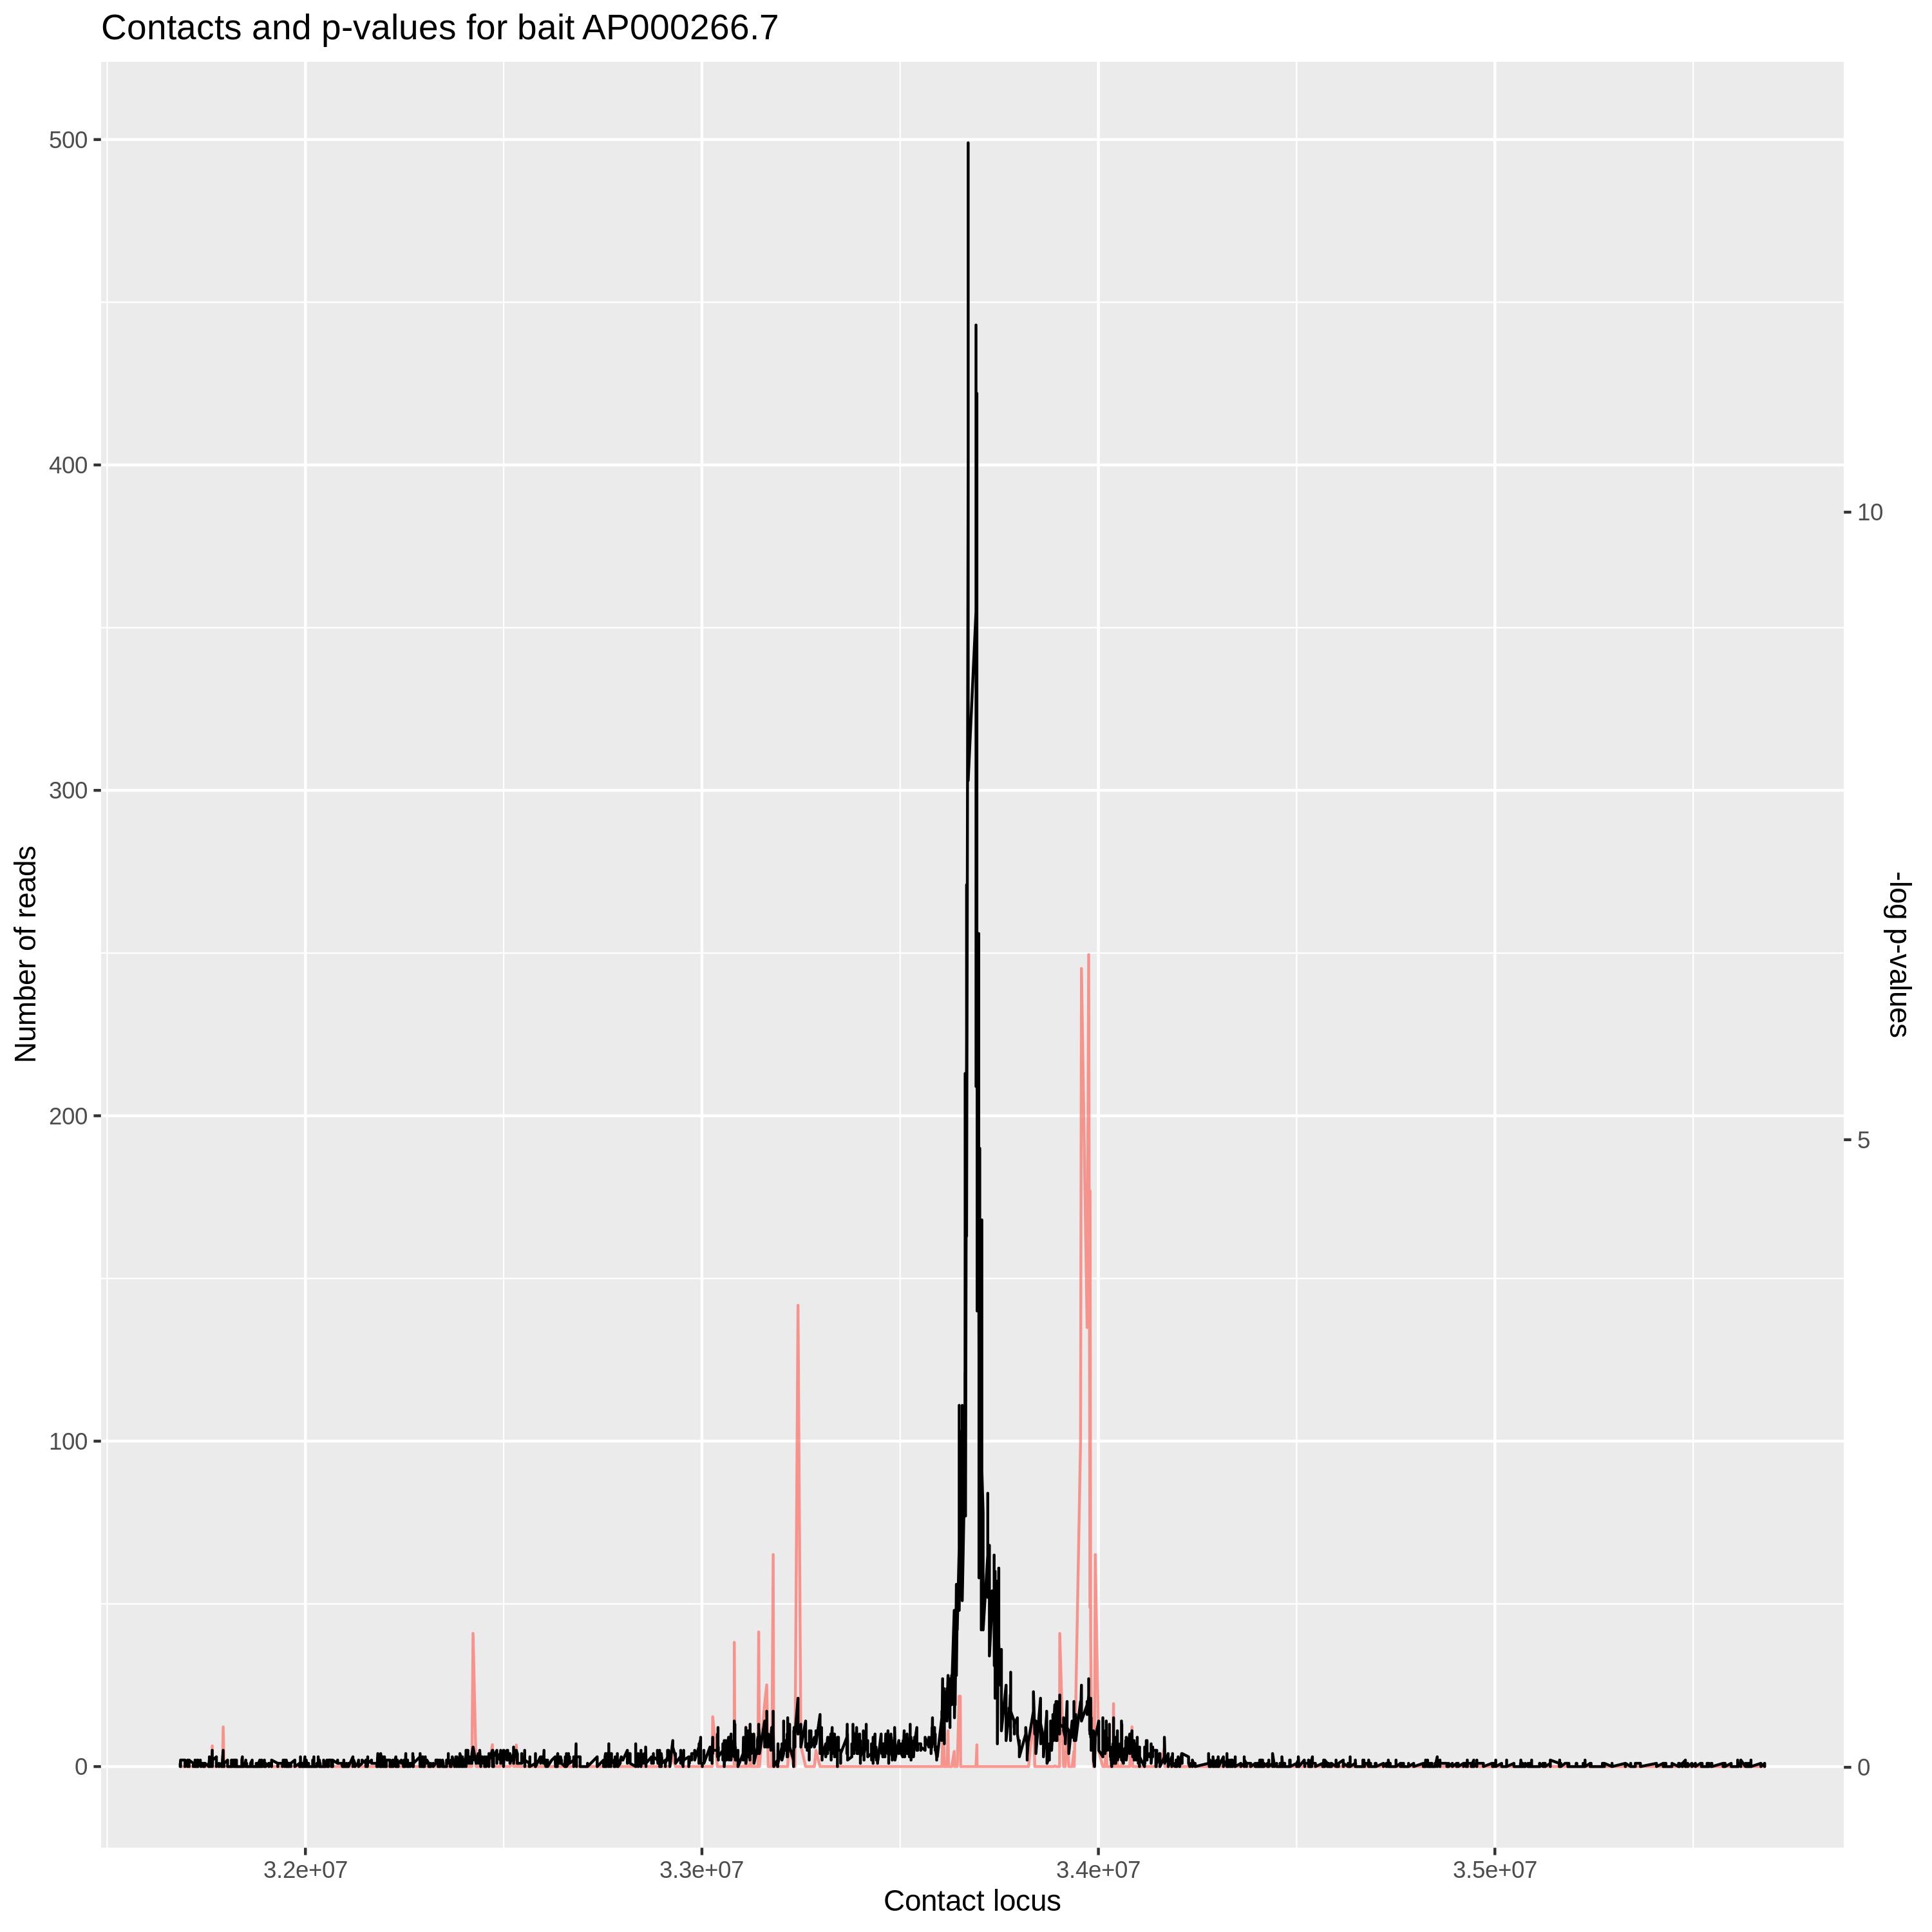 Contacts and p-values for bait AP000266.7
500
400
300
200
100
0
Number of reads
10
5
0
-log p-values
3.2e+07
3.3e+07
3.4e+07
3.5e+07
Contact locus